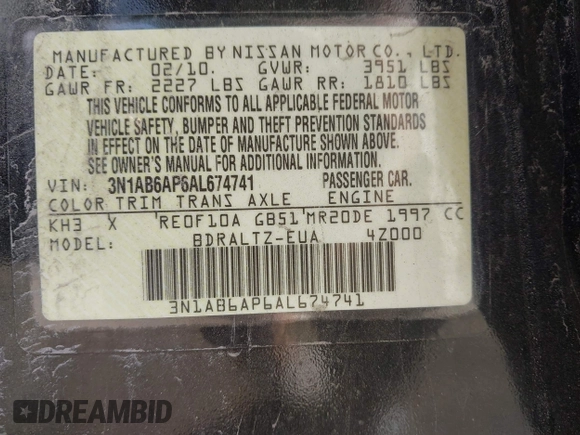 MANUFACTURED BY NISSAN MOTOR CO., LTD.
DATE: 02/10. GVWR: 3951 LBS
GAWR FR: 2227 LBS GAWR RR: 1810 LBS
THIS VEHICLE CONFORMS TO ALL APPLICABLE FEDERAL MOTOR
VEHICLE SAFETY, BUMPER AND THEFT PREVENTION STANDARDS
IN EFFECT ON THE DATE OF MANUFACTURE SHOWN ABOVE.
SEE OWNER'S MANUAL FOR ADDITIONAL INFORMATION.
VIN: 3N1AB6AP6AL674741 PASSENGER CAR.
COLOR TRIM TRANS AXLE ENGINE
KH3 X RE0F10A GB51 MR20DE 1997 CC
MODEL: BDRALTZ-EUA 4Z000
3N1AB6AP6AL674741
DREAMBID